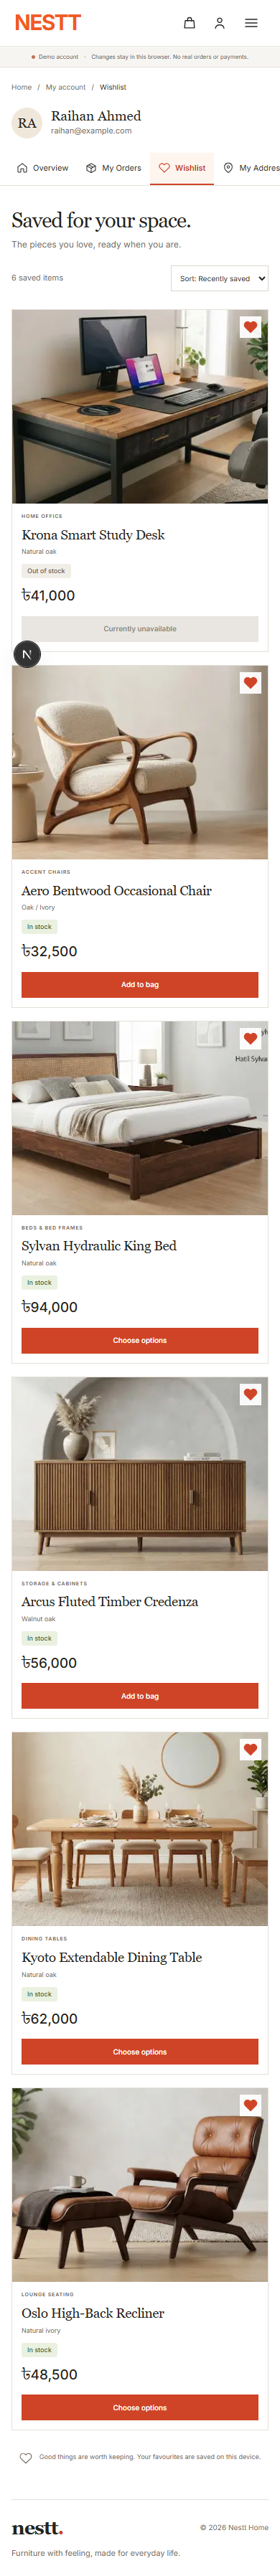 NESTT
Demo account · Changes stay in this browser. No real orders or payments.
Home / My account / Wishlist
RA
Raihan Ahmed
raihan@example.com
Overview My Orders Wishlist My Addres
Saved for your space.
The pieces you love, ready when you are.
6 saved items
Sort: Recently saved
HOME OFFICE
Krona Smart Study Desk
Natural oak
Out of stock
৳41,000
Currently unavailable
N
ACCENT CHAIRS
Aero Bentwood Occasional Chair
Oak / Ivory
In stock
৳32,500
Add to bag
Hatil Sylva
BEDS & BED FRAMES
Sylvan Hydraulic King Bed
Natural oak
In stock
৳94,000
Choose options
STORAGE & CABINETS
Arcus Fluted Timber Credenza
Walnut oak
In stock
৳56,000
Add to bag
DINING TABLES
Kyoto Extendable Dining Table
Natural oak
In stock
৳62,000
Choose options
LOUNGE SEATING
Oslo High-Back Recliner
Natural ivory
In stock
৳48,500
Choose options
Good things are worth keeping. Your favourites are saved on this device.
nestt.
© 2026 Nestt Home
Furniture with feeling, made for everyday life.